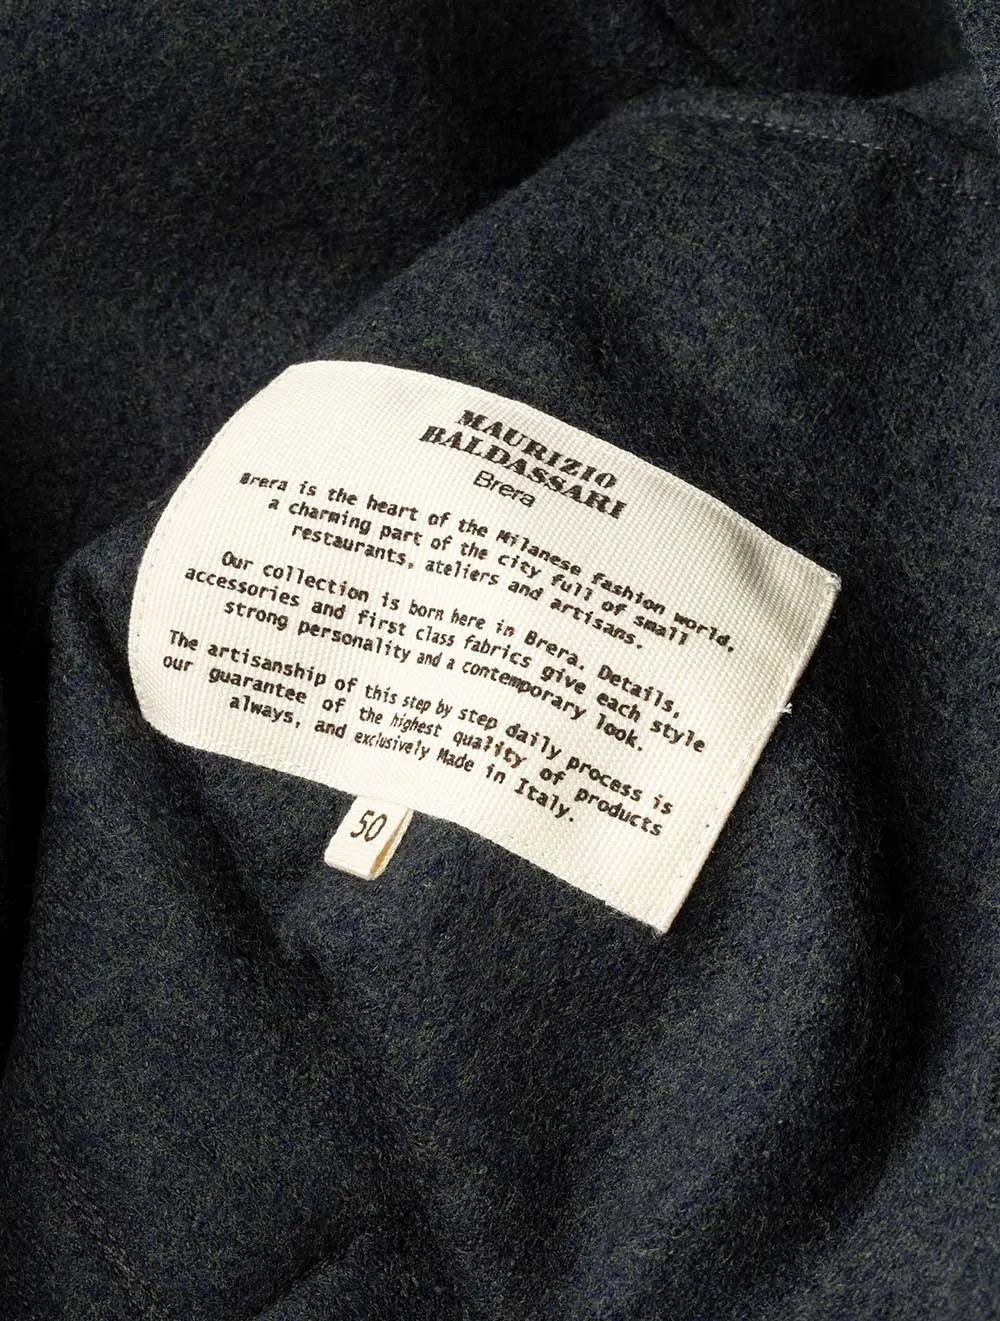 MAURIZIO
BALDASSARI
Brera
Brera is the heart of the Milanese fashion world.
a charming part of the city full of small
restaurants, ateliers and artisans.
Our collection is born here in Brera. Details,
accessories and first class fabrics give each style
strong personality and a contemporary look.
The artisanship of this step by step daily process is
our guarantee of the highest quality of products
always, and exclusively Made in Italy.
50